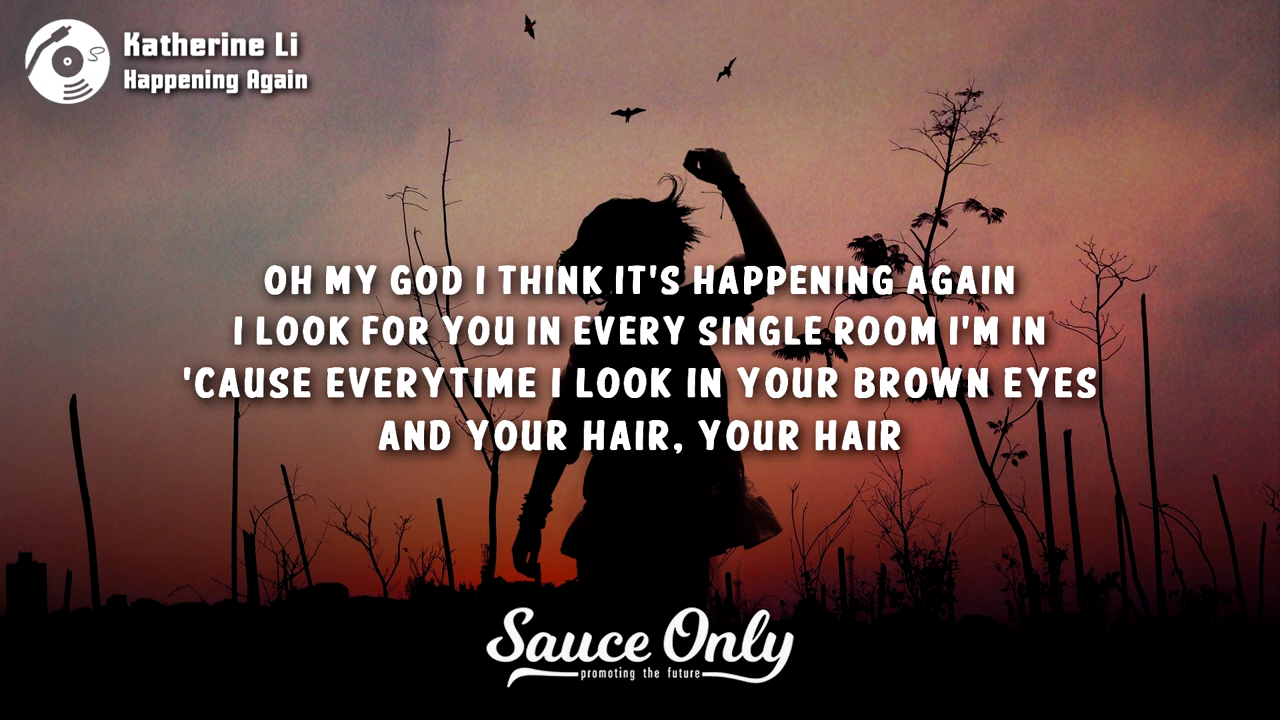 Katherine Li
Happening Again
OH MY GOD I THINK IT'S HAPPENING AGAIN
I LOOK FOR YOU IN EVERY SINGLE ROOM I'M IN
'CAUSE EVERYTIME I LOOK IN YOUR BROWN EYES
AND YOUR HAIR, YOUR HAIR
Sauce Only
promoting the future